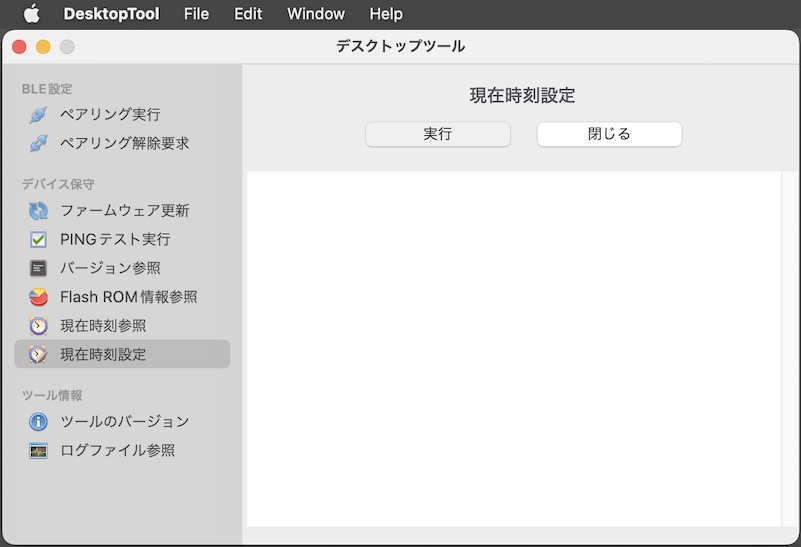 DesktopTool File Edit Window Help
デスクトップツール
BLE設定
ペアリング実行
ペアリング解除要求
デバイス保守
ファームウェア更新
PINGテスト実行
バージョン参照
Flash ROM情報参照
現在時刻参照
現在時刻設定
ツール情報
ツールのバージョン
ログファイル参照
現在時刻設定
実行 閉じる